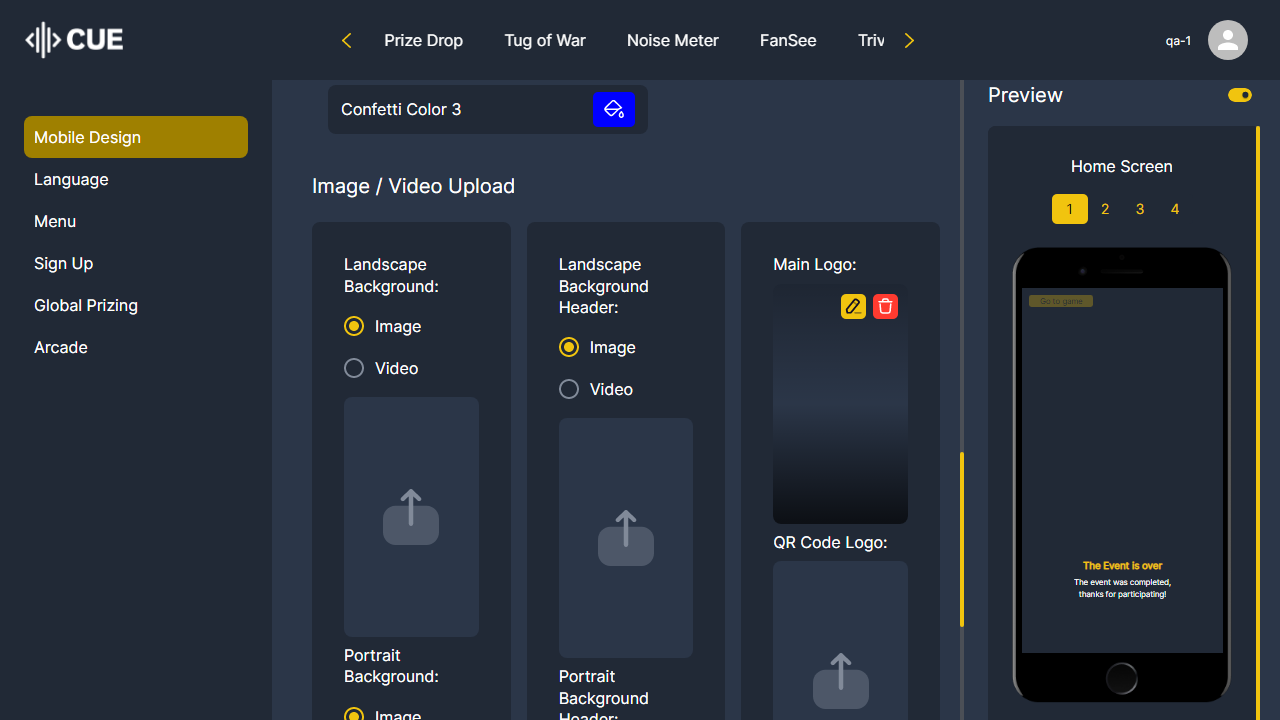 CUE
Prize Drop
Tug of War
Noise Meter
FanSee
Triv
qa-1
Mobile Design
Language
Menu
Sign Up
Global Prizing
Arcade
Confetti Color 3
Image / Video Upload
Landscape
Background:
Image
Video
Portrait
Background:
Image
Landscape
Background
Header:
Image
Video
Portrait
Background
Header:
Main Logo:
QR Code Logo:
Preview
Home Screen
1 2 3 4
Go to game
The Event is over
The event was completed,
thanks for participating!